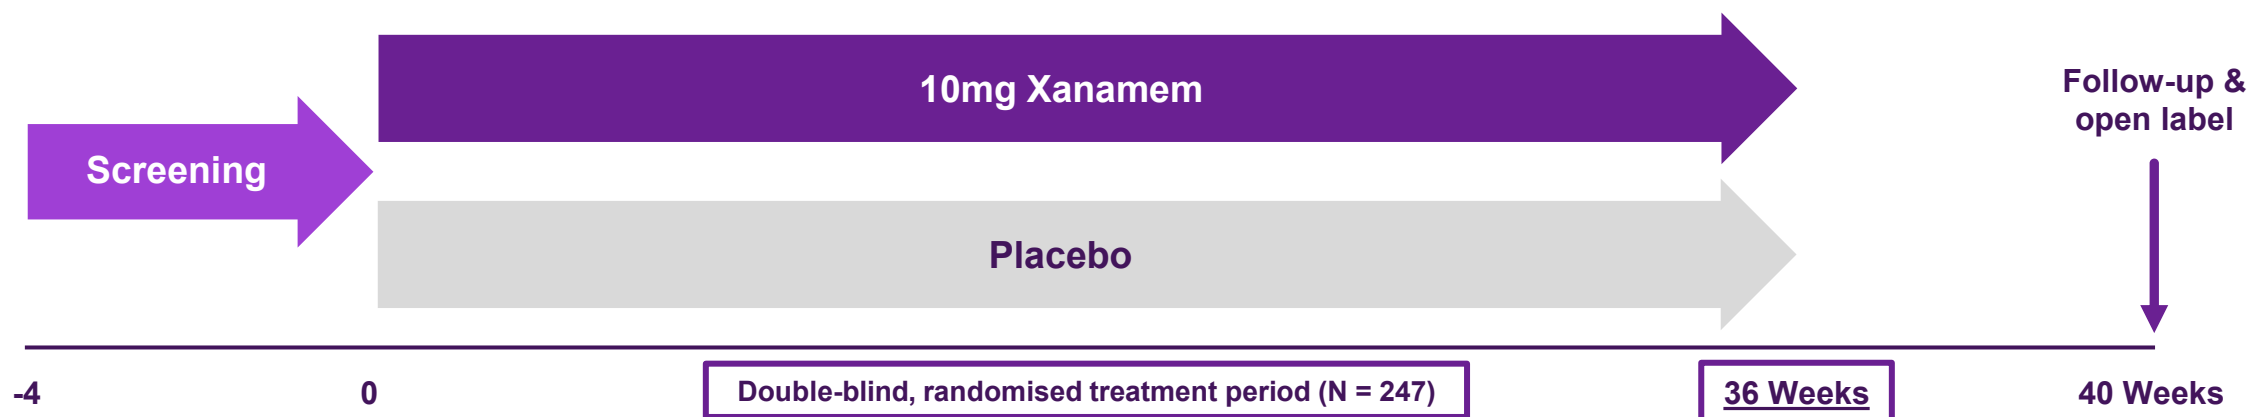 10mg Xanamem
Follow-up &
open label
Screening
Placebo
-4
0
Double-blind, randomised treatment period (N = 247)
36 Weeks
40 Weeks